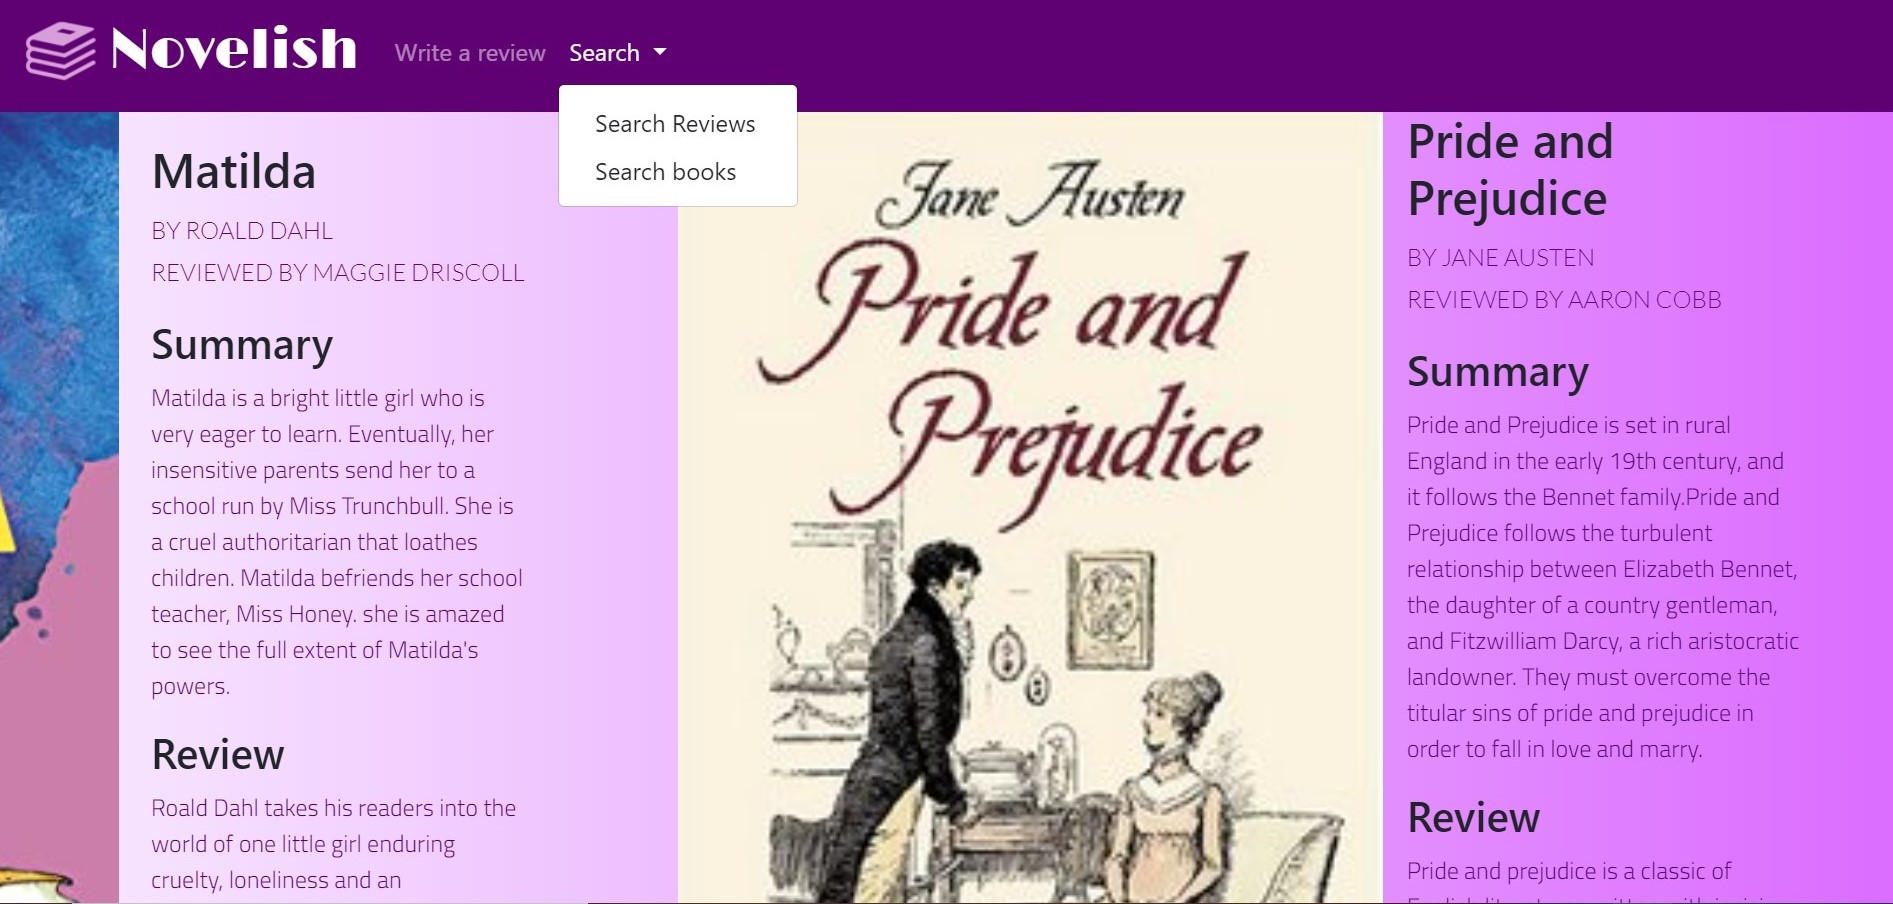 Novelish
Write a review
Search
Search Reviews
Search books
Matilda
BY ROALD DAHL
REVIEWED BY MAGGIE DRISCOLL
Summary
Matilda is a bright little girl who is
very eager to learn. Eventually, her
insensitive parents send her to a
school run by Miss Trunchbull. She is
a cruel authoritarian that loathes
children. Matilda befriends her school
teacher, Miss Honey. she is amazed
to see the full extent of Matilda's
powers.
Review
Roald Dahl takes his readers into the
world of one little girl enduring
cruelty, loneliness and an
Jane Austen
Pride and
Prejudice
Pride and
Prejudice
BY JANE AUSTEN
REVIEWED BY AARON COBB
Summary
Pride and Prejudice is set in rural
England in the early 19th century, and
it follows the Bennet family.Pride and
Prejudice follows the turbulent
relationship between Elizabeth Bennet,
the daughter of a country gentleman,
and Fitzwilliam Darcy, a rich aristocratic
landowner. They must overcome the
titular sins of pride and prejudice in
order to fall in love and marry.
Review
Pride and prejudice is a classic of